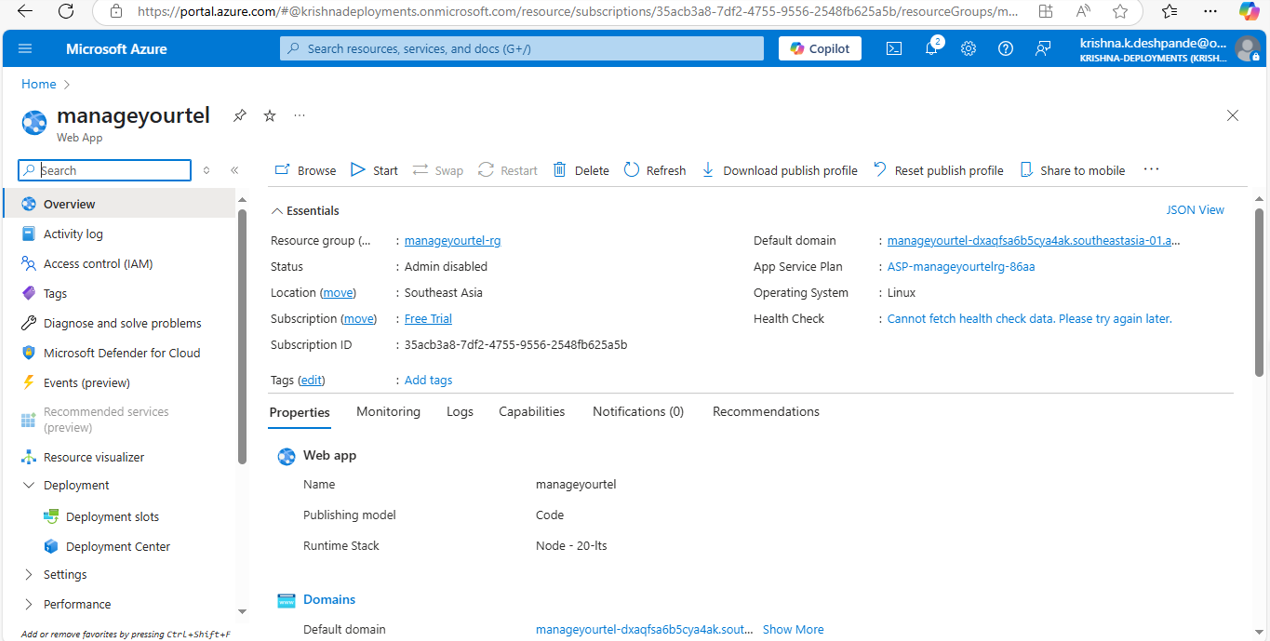 https://portal.azure.com/#@krishnadeployments.onmicrosoft.com/resource/subscriptions/35acb3a8-7df2-4755-9556-2548fb625a5b/resourceGroups/m...
Microsoft Azure
Search resources, services, and docs (G+/)
Copilot
2
krishna.k.deshpande@o...
KRISHNA-DEPLOYMENTS (KRISH...
Home
manageyourtel
Web App
Search
Browse Start Swap Restart Delete Refresh Download publish profile Reset publish profile Share to mobile
Overview
Activity log
Access control (IAM)
Tags
Diagnose and solve problems
Microsoft Defender for Cloud
Events (preview)
Recommended services
(preview)
Resource visualizer
Deployment
Deployment slots
Deployment Center
Settings
Performance
Add or remove favorites by pressing Ctrl+Shift+F
Essentials
JSON View
Resource group (... : manageyourtel-rg
Status : Admin disabled
Location (move) : Southeast Asia
Subscription (move) : Free Trial
Subscription ID : 35acb3a8-7df2-4755-9556-2548fb625a5b
Default domain : manageyourtel-dxaqfsa6b5cya4ak.southeastasia-01.a...
App Service Plan : ASP-manageyourtelrg-86aa
Operating System : Linux
Health Check : Cannot fetch health check data. Please try again later.
Tags (edit) : Add tags
Properties Monitoring Logs Capabilities Notifications (0) Recommendations
Web app
Name manageyourtel
Publishing model Code
Runtime Stack Node - 20-lts
Domains
Default domain manageyourtel-dxaqfsa6b5cya4ak.sout... Show More